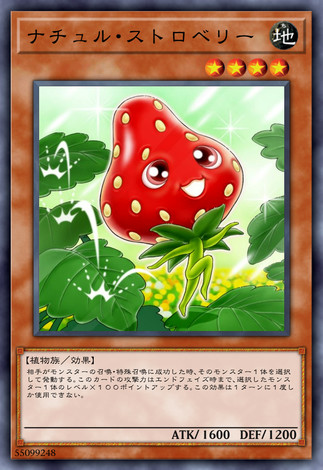 ナチュル・ストロベリー
地
【植物族／効果】
相手がモンスターの召喚・特殊召喚に成功した時、そのモンスター１体を選択
して発動する。このカードの攻撃力はエンドフェイズ時まで、選択したモンス
ター１体のレベル×１００ポイントアップする。この効果は１ターンに１度し
か使用できない。
ATK/ 1600 DEF/1200
55099248